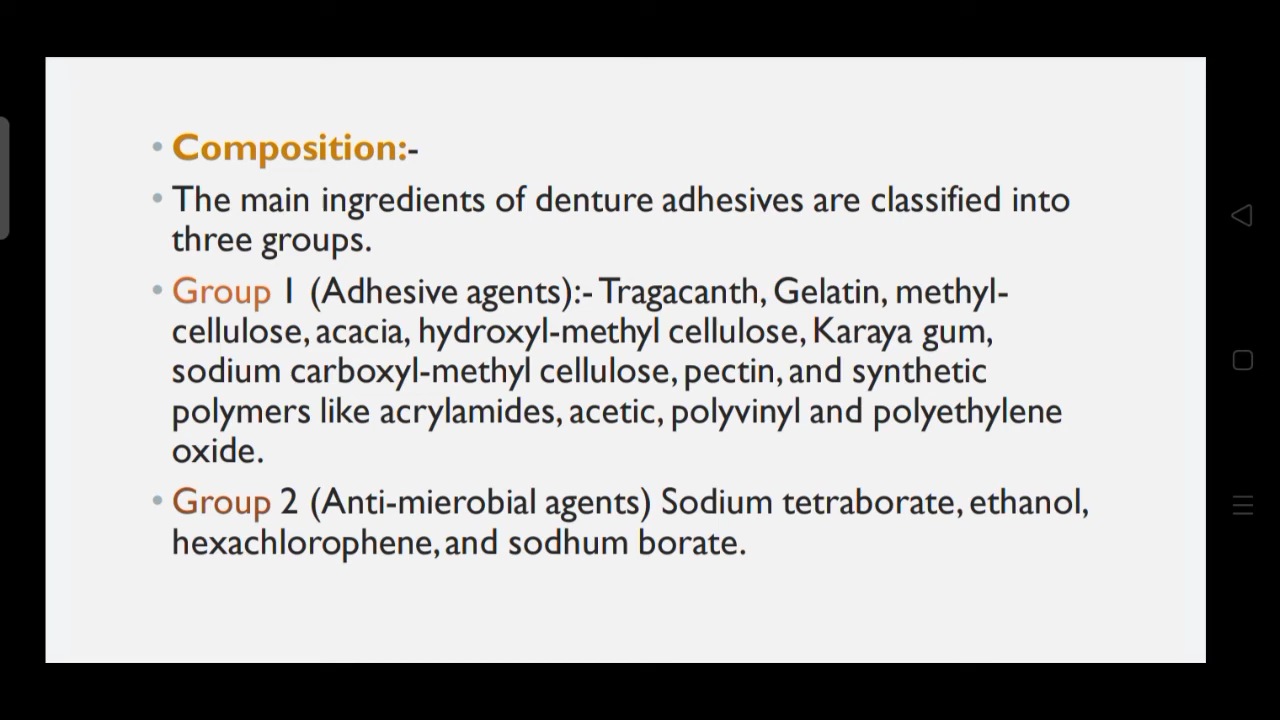 Composition:-
The main ingredients of denture adhesives are classified into
three groups.
Group 1 (Adhesive agents):- Tragacanth, Gelatin, methyl-
cellulose, acacia, hydroxyl-methyl cellulose, Karaya gum,
sodium carboxyl-methyl cellulose, pectin, and synthetic
polymers like acrylamides, acetic, polyvinyl and polyethylene
oxide.
Group 2 (Anti-mierobial agents) Sodium tetraborate, ethanol,
hexachlorophene, and sodhum borate.